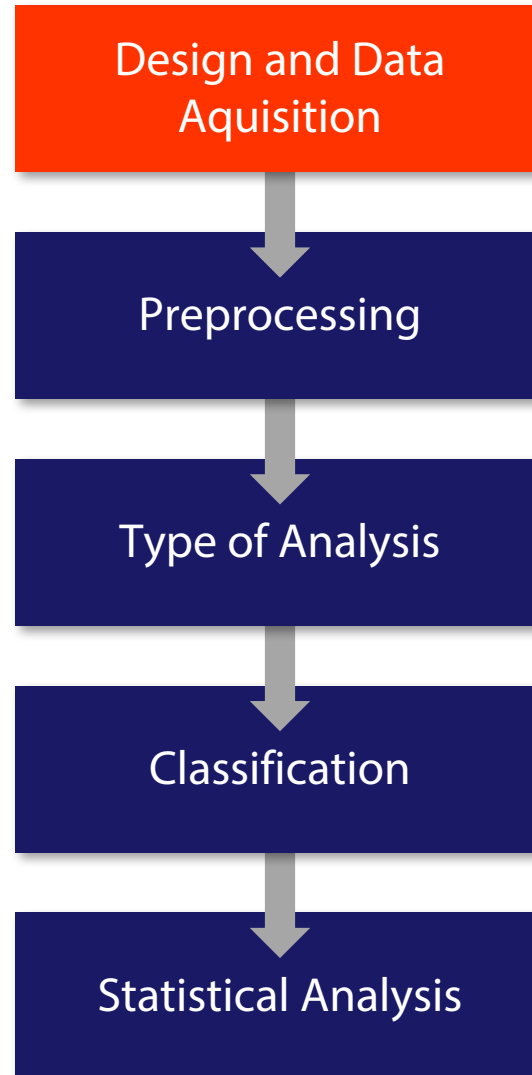 Design and Data
Aquisition
Preprocessing
Type of Analysis
Classification
Statistical Analysis